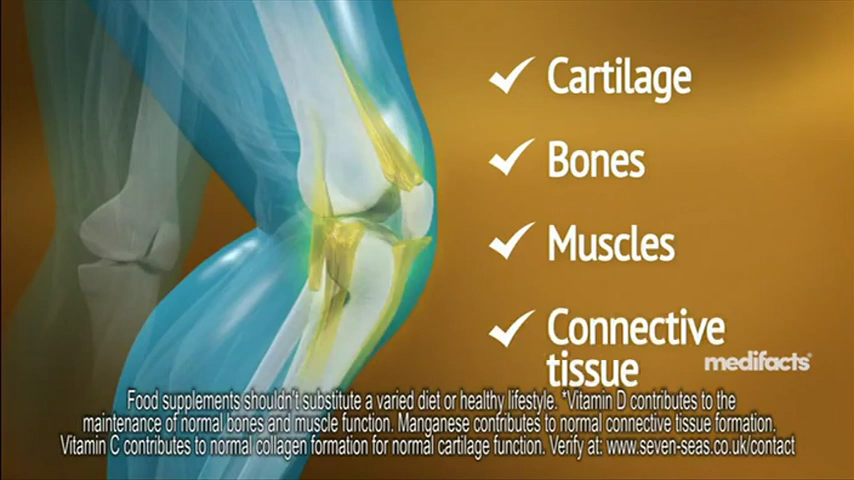 Cartilage
Bones
Muscles
Connective
tissue
medifacts®
Food supplements shouldn't substitute a varied diet or healthy lifestyle. *Vitamin D contributes to the
maintenance of normal bones and muscle function. Manganese contributes to normal connective tissue formation.
Vitamin C contributes to normal collagen formation for normal cartilage function. Verify at: www.seven-seas.co.uk/contact